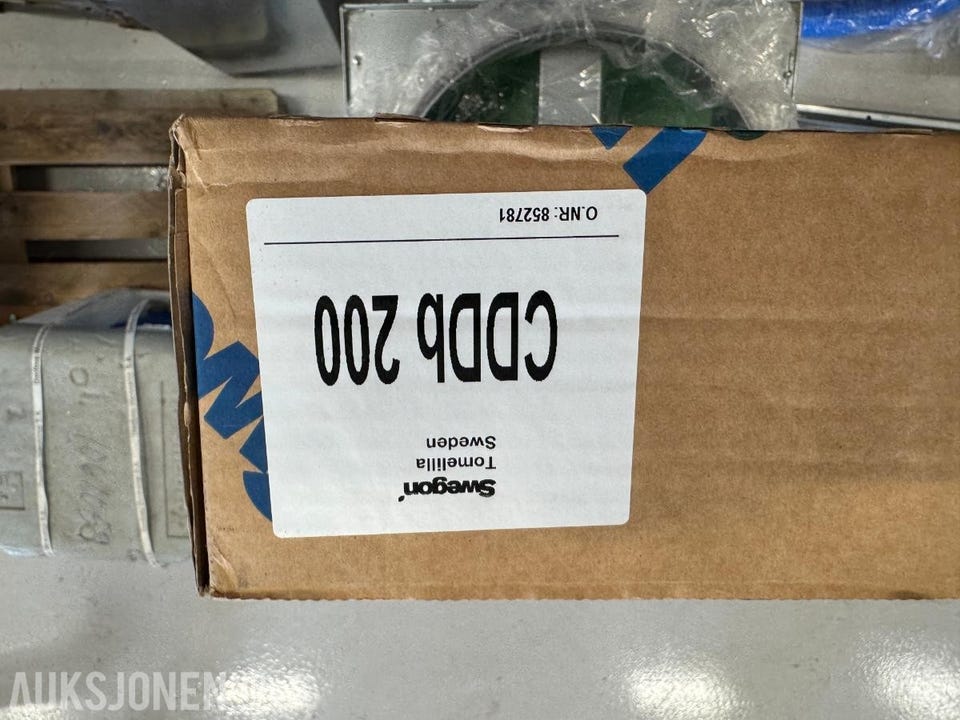 Swegon
Tomelilla
Sweden
CDDb 200
O.NR: 852781
AUKSJONEN